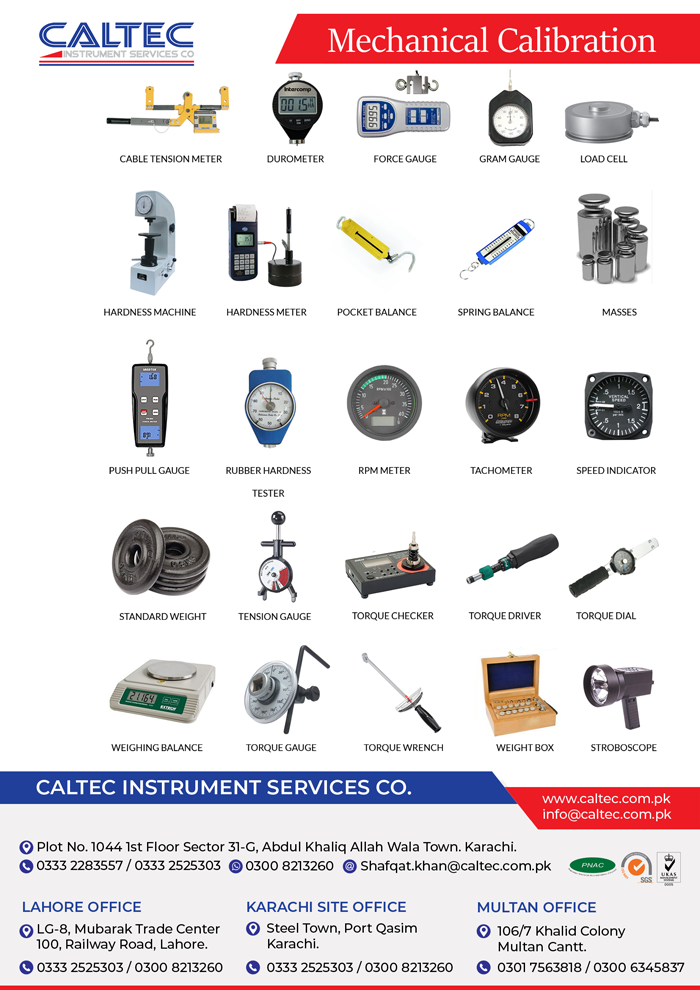 CALTEC
INSTRUMENT SERVICES CO
Mechanical Calibration
Intercomp
CABLE TENSION METER
DUROMETER
FORCE GAUGE
GRAM GAUGE
LOAD CELL
HARDNESS MACHINE
HARDNESS METER
POCKET BALANCE
SPRING BALANCE
MASSES
VERTICAL
SPEED
RPM
PUSH PULL GAUGE
RUBBER HARDNESS
TESTER
RPM METER
TACHOMETER
SPEED INDICATOR
STANDARD WEIGHT
TENSION GAUGE
TORQUE CHECKER
TORQUE DRIVER
TORQUE DIAL
WEIGHING BALANCE
TORQUE GAUGE
TORQUE WRENCH
WEIGHT BOX
STROBOSCOPE
CALTEC INSTRUMENT SERVICES CO.
www.caltec.com.pk
info@caltec.com.pk
Plot No. 1044 1st Floor Sector 31-G, Abdul Khaliq Allah Wala Town. Karachi.
0333 2283557 / 0333 2525303 0300 8213260 Shafqat.khan@caltec.com.pk
PNAC
SGS
UKAS
LAHORE OFFICE
LG-8, Mubarak Trade Center
100, Railway Road, Lahore.
0333 2525303 / 0300 8213260
KARACHI SITE OFFICE
Steel Town, Port Qasim
Karachi.
0333 2525303 / 0300 8213260
MULTAN OFFICE
106/7 Khalid Colony
Multan Cantt.
0301 7563818 / 0300 6345837